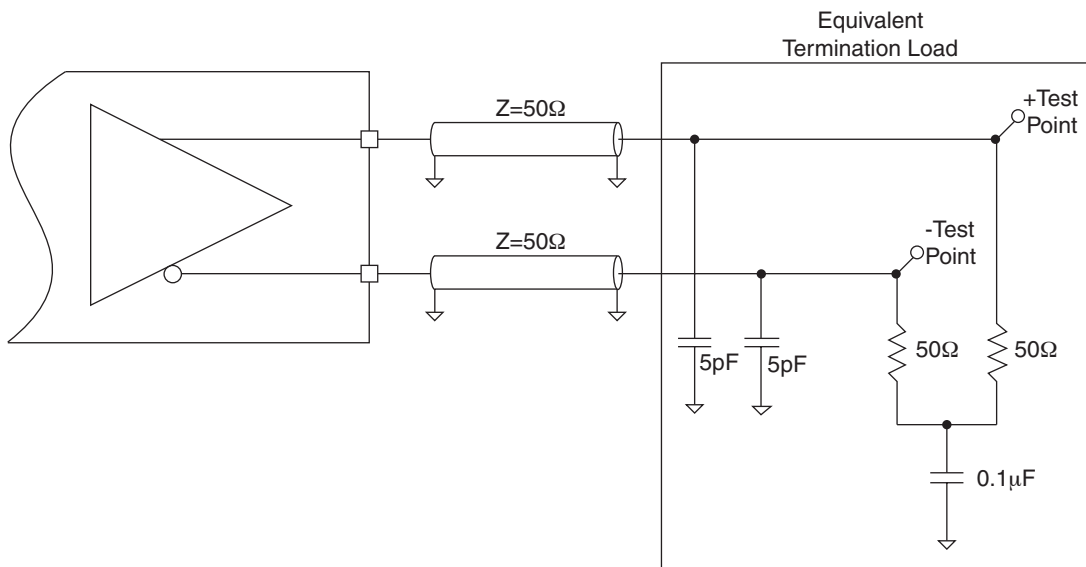 Equivalent
Termination Load
Z=50Ω
+Test
Point
Z=50Ω
-Test
Point
5pF
5pF
50Ω
50Ω
0.1μF